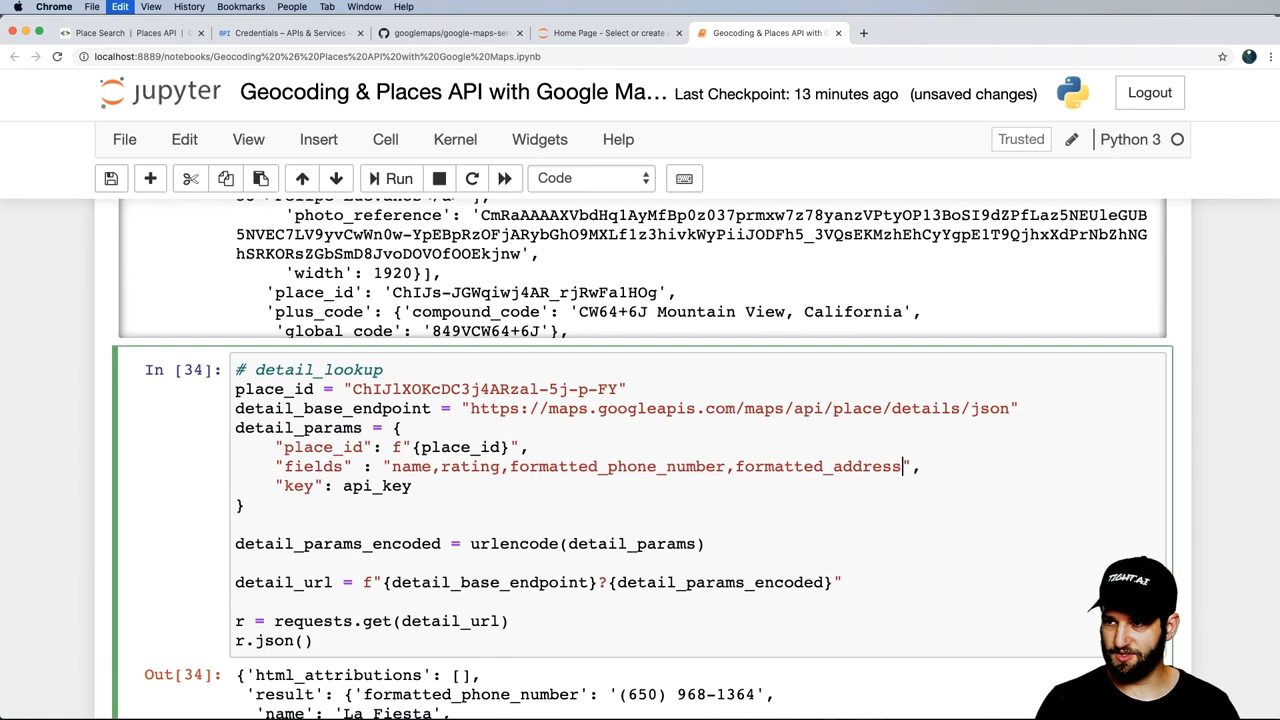 Chrome File Edit View History Bookmarks People Tab Window Help
Place Search | Places API | Credentials – APIs & Services – googlemaps/google-maps-ser Home Page - Select or create Geocoding & Places API with G
localhost:8889/notebooks/Geocoding%20%26%20Places%20API%20with%20Google%20Maps.ipynb
jupyter Geocoding & Places API with Google Ma... Last Checkpoint: 13 minutes ago (unsaved changes) Logout
File Edit View Insert Cell Kernel Widgets Help Trusted Python 3
Run Code
'photo_reference': 'CmRaAAAAXVbdHq1AyMfBp0z037prmxw7z78yanzVPtyOP13BoSI9dZPfLaz5NEUleGUB
5NVEC7LV9yvCwWn0w-YpEBpRzOFjARybGhO9MXLf1z3hivkWyPiiJODFh5_3VQsEKMzhEhCyYgpE1T9QjhxXdPrNbZhNG
hSRKORsZGbSmD8JvoDOVOfOOEkjnw',
'width': 1920}],
'place_id': 'ChIJs-JGWqiwj4AR_rjRwFa1HOg',
'plus_code': {'compound_code': 'CW64+6J Mountain View, California',
'global_code': '849VCW64+6J'},
In [34]: # detail_lookup
place_id = "ChIJlXOKcDC3j4ARzal-5j-p-FY"
detail_base_endpoint = "https://maps.googleapis.com/maps/api/place/details/json"
detail_params = {
"place_id": f"{place_id}",
"fields" : "name,rating,formatted_phone_number,formatted_address",
"key": api_key
}
detail_params_encoded = urlencode(detail_params)
detail_url = f"{detail_base_endpoint}?{detail_params_encoded}"
r = requests.get(detail_url)
r.json()
Out[34]: {'html_attributions': [],
'result': {'formatted_phone_number': '(650) 968-1364',
'name': 'La Fiesta',
TIGHT.AI